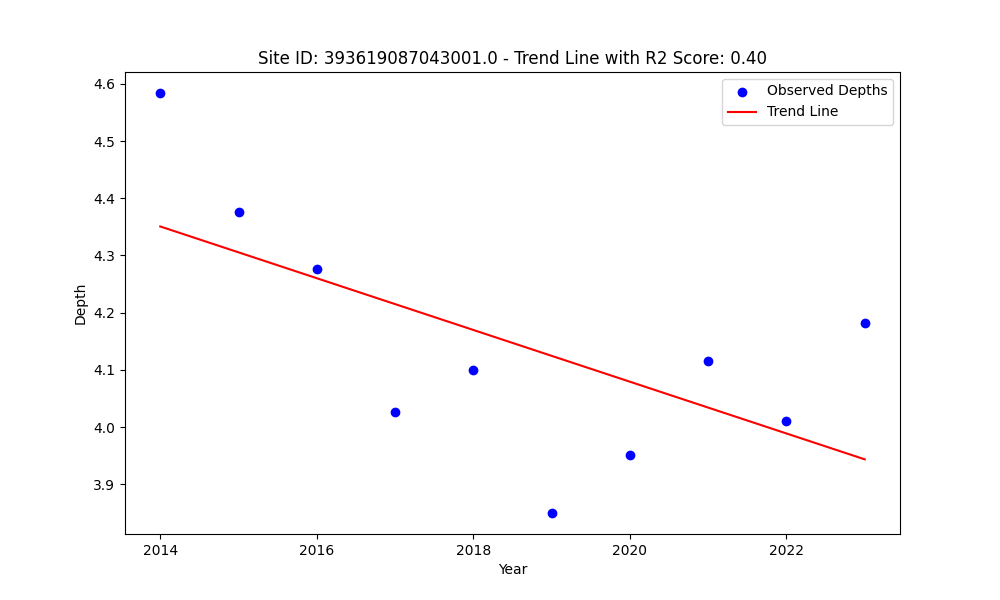 Site ID: 393619087043001.0 - Trend Line with R2 Score: 0.40
Observed Depths
Trend Line
4.6
4.5
4.4
4.3
4.2
4.1
4.0
3.9
Depth
2014
2016
2018
2020
2022
Year